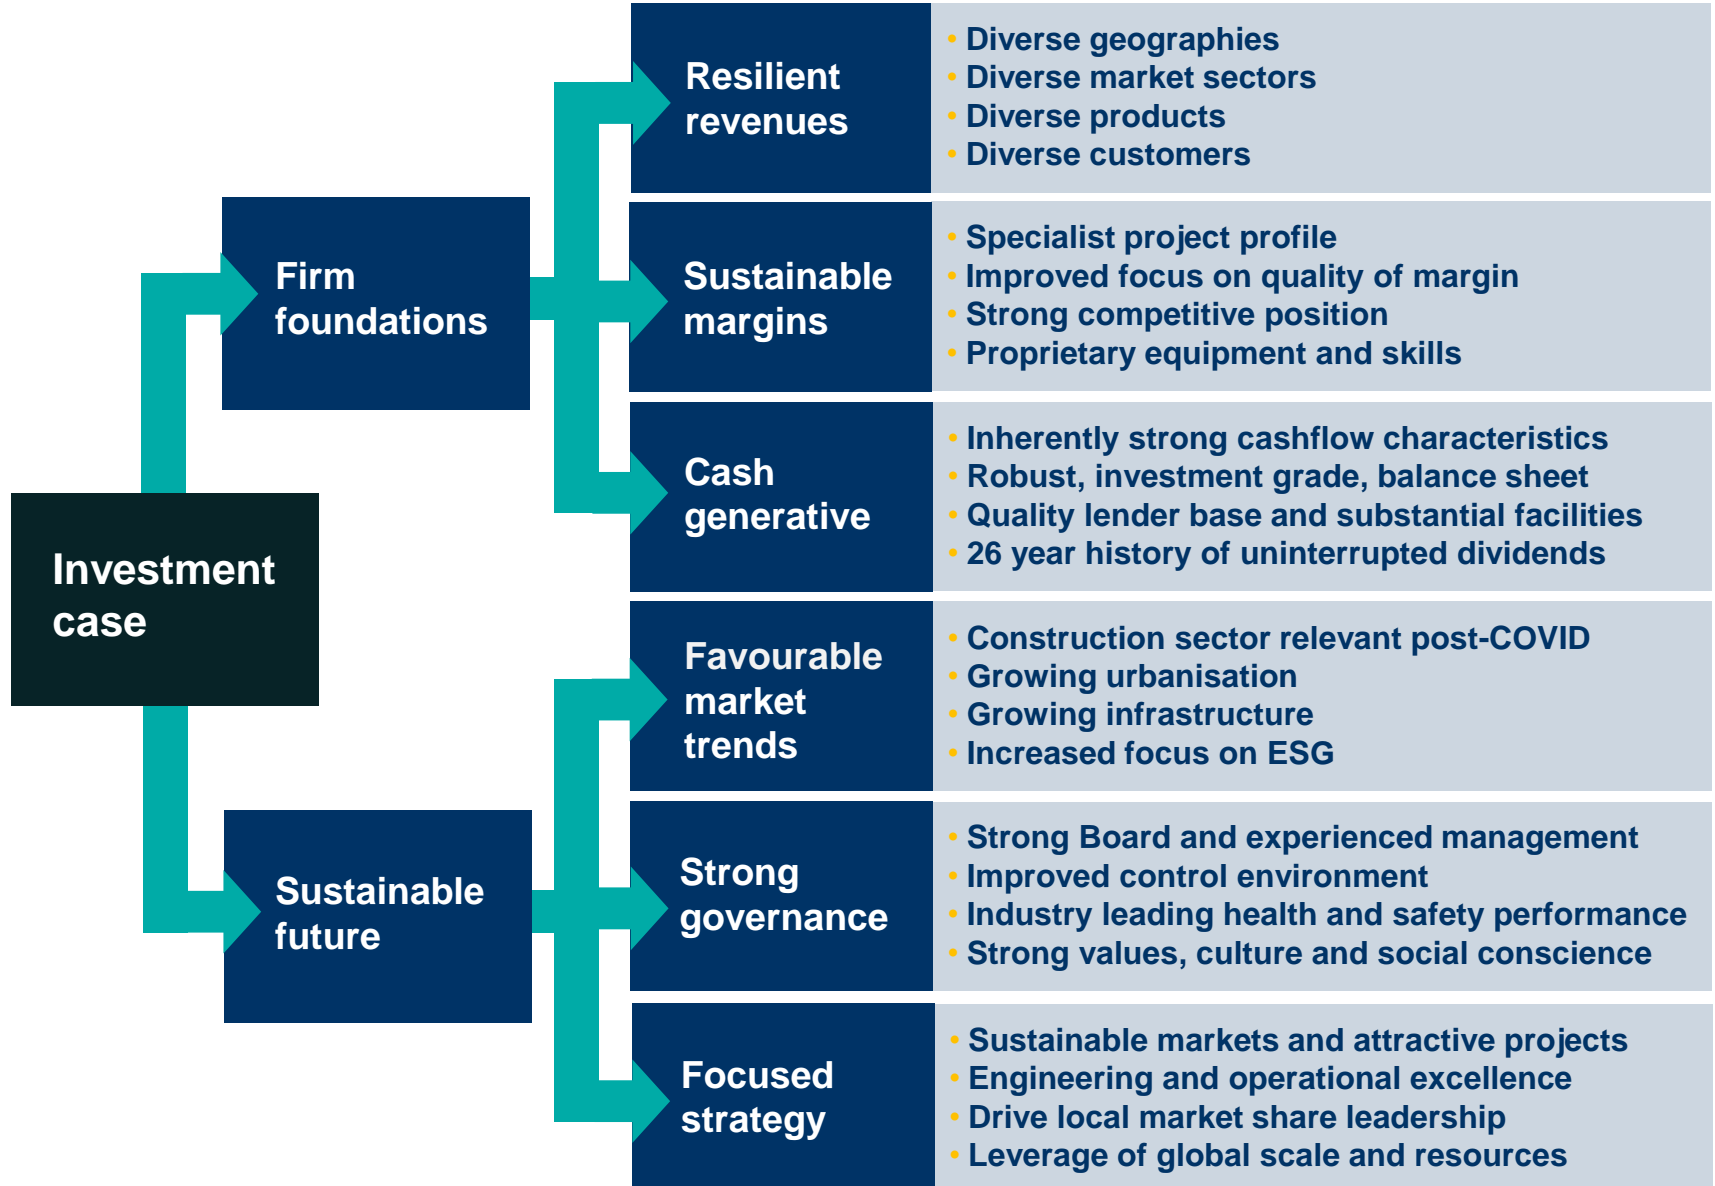 Investment
case
Firm
foundations
Resilient
revenues
• Diverse geographies
• Diverse market sectors
• Diverse products
• Diverse customers
Sustainable
margins
• Specialist project profile
• Improved focus on quality of margin
• Strong competitive position
• Proprietary equipment and skills
Cash
generative
• Inherently strong cashflow characteristics
• Robust, investment grade, balance sheet
• Quality lender base and substantial facilities
• 26 year history of uninterrupted dividends
Sustainable
future
Favourable
market
trends
• Construction sector relevant post-COVID
• Growing urbanisation
• Growing infrastructure
• Increased focus on ESG
Strong
governance
• Strong Board and experienced management
• Improved control environment
• Industry leading health and safety performance
• Strong values, culture and social conscience
Focused
strategy
• Sustainable markets and attractive projects
• Engineering and operational excellence
• Drive local market share leadership
• Leverage of global scale and resources